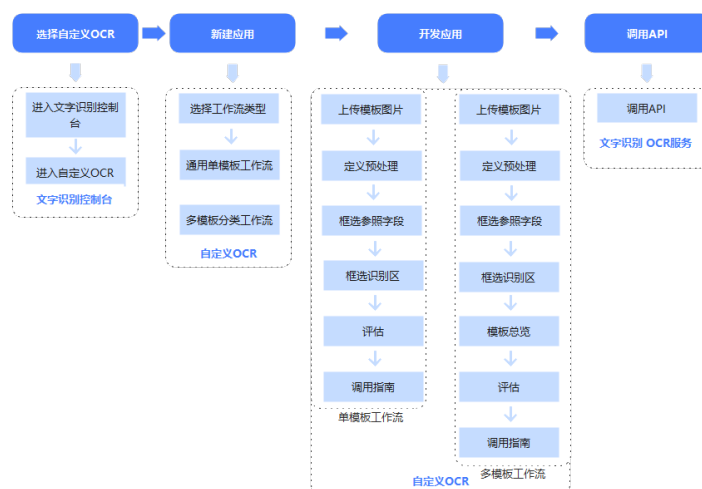 选择自定义OCR
新建应用
开发应用
调用API
进入文字识别控制
台
进入自定义OCR
文字识别控制台
选择工作流类型
通用单模板工作流
多模板分类工作流
自定义OCR
上传模板图片
定义预处理
框选参照字段
框选识别区
评估
调用指南
单模板工作流
上传模板图片
定义预处理
框选参照字段
框选识别区
模板总览
评估
调用指南
多模板工作流
自定义OCR
调用API
文字识别 OCR服务